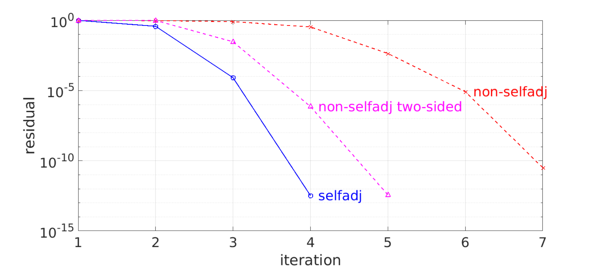 10^0
non-selfadj
10^-5
non-selfadj two-sided
residual
10^-10
selfadj
10^-15
1 2 3 4 5 6 7
iteration